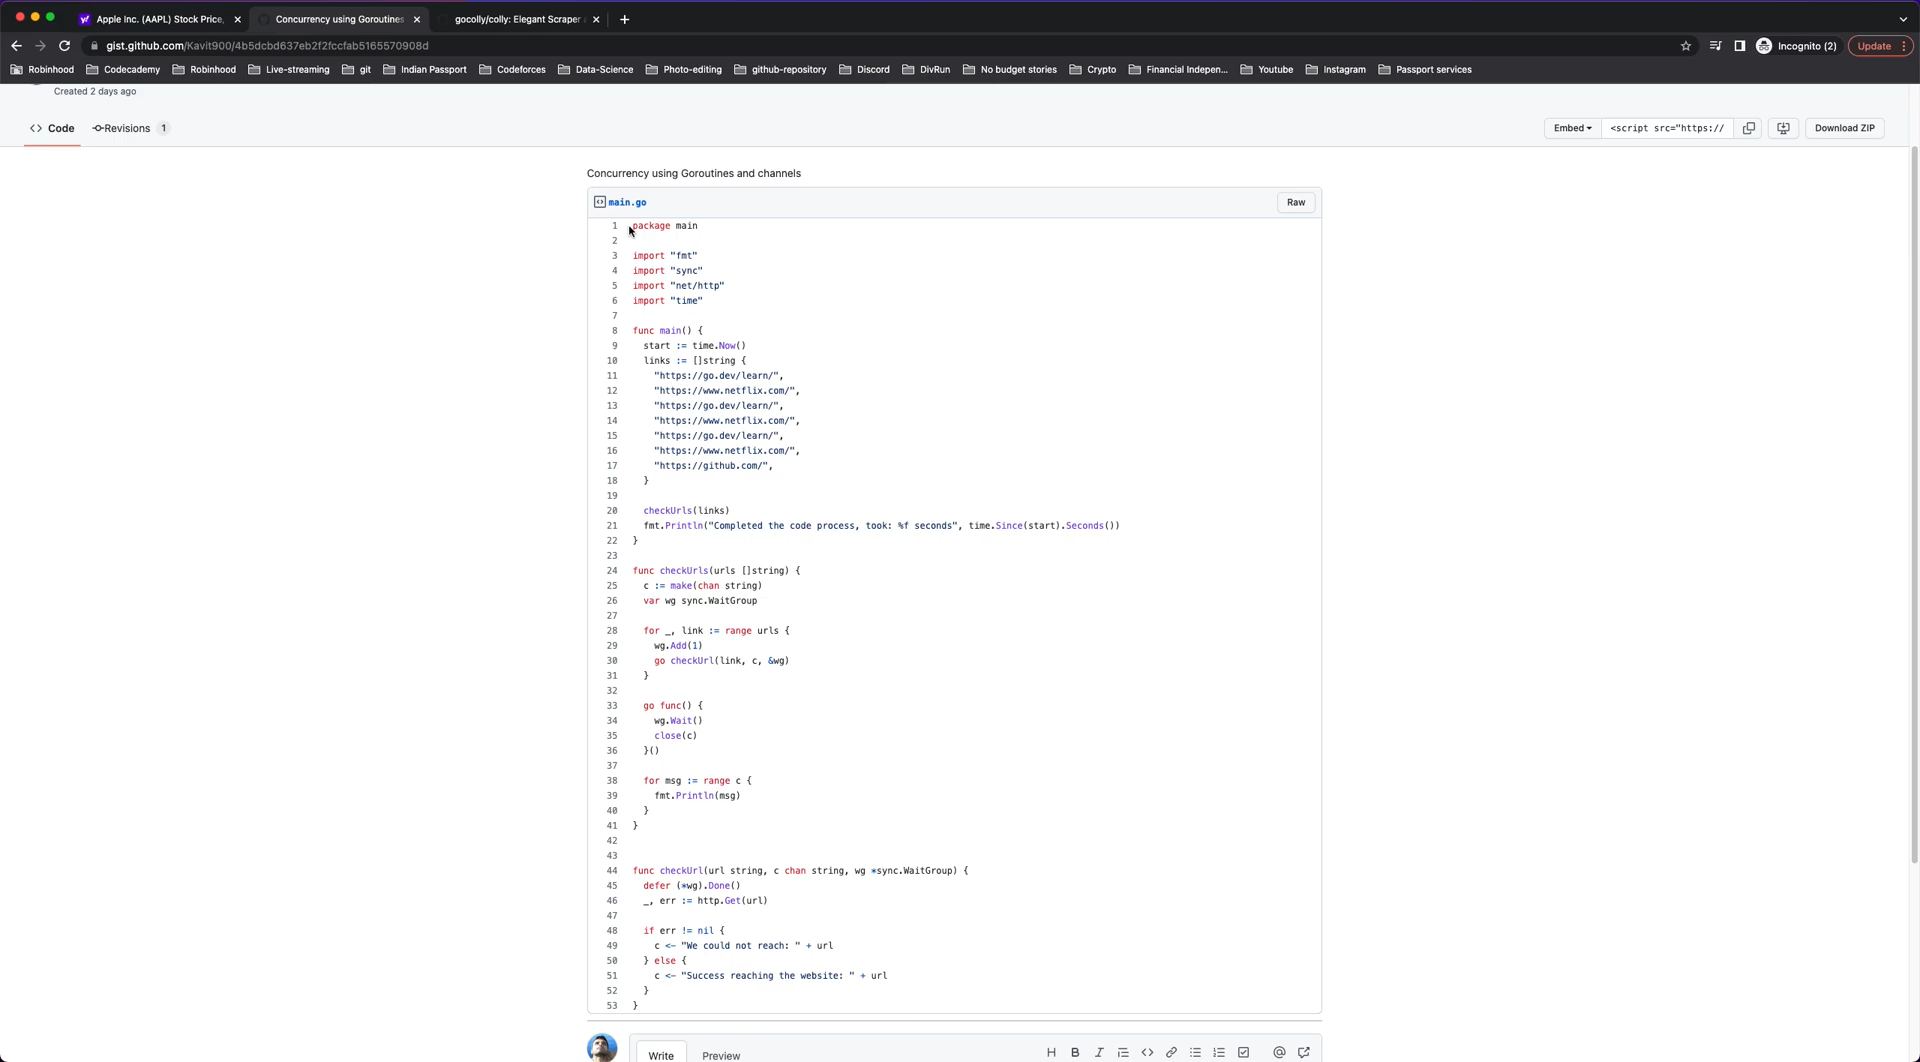 Apple Inc. (AAPL) Stock Price,
Concurrency using Goroutines
gocolly/colly: Elegant Scraper
gist.github.com/Kavit900/4b5dcbd637eb2f2fccfab5165570908d
Incognito (2)
Update
Robinhood Codecademy Robinhood Live-streaming git Indian Passport Codeforces Data-Science Photo-editing github-repository Discord DivRun No budget stories Crypto Financial Indepen... Youtube Instagram Passport services
Created 2 days ago
<> Code Revisions 1
Embed <script src="https:// Download ZIP
Concurrency using Goroutines and channels
main.go Raw
1 package main
2
3 import "fmt"
4 import "sync"
5 import "net/http"
6 import "time"
7
8 func main() {
9 start := time.Now()
10 links := []string {
11 "https://go.dev/learn/",
12 "https://www.netflix.com/",
13 "https://go.dev/learn/",
14 "https://www.netflix.com/",
15 "https://go.dev/learn/",
16 "https://www.netflix.com/",
17 "https://github.com/",
18 }
19
20 checkUrls(links)
21 fmt.Println("Completed the code process, took: %f seconds", time.Since(start).Seconds())
22 }
23
24 func checkUrls(urls []string) {
25 c := make(chan string)
26 var wg sync.WaitGroup
27
28 for _, link := range urls {
29 wg.Add(1)
30 go checkUrl(link, c, &wg)
31 }
32
33 go func() {
34 wg.Wait()
35 close(c)
36 }()
37
38 for msg := range c {
39 fmt.Println(msg)
40 }
41 }
42
43
44 func checkUrl(url string, c chan string, wg *sync.WaitGroup) {
45 defer (*wg).Done()
46 _, err := http.Get(url)
47
48 if err != nil {
49 c <- "We could not reach: " + url
50 } else {
51 c <- "Success reaching the website: " + url
52 }
53 }
Write Preview